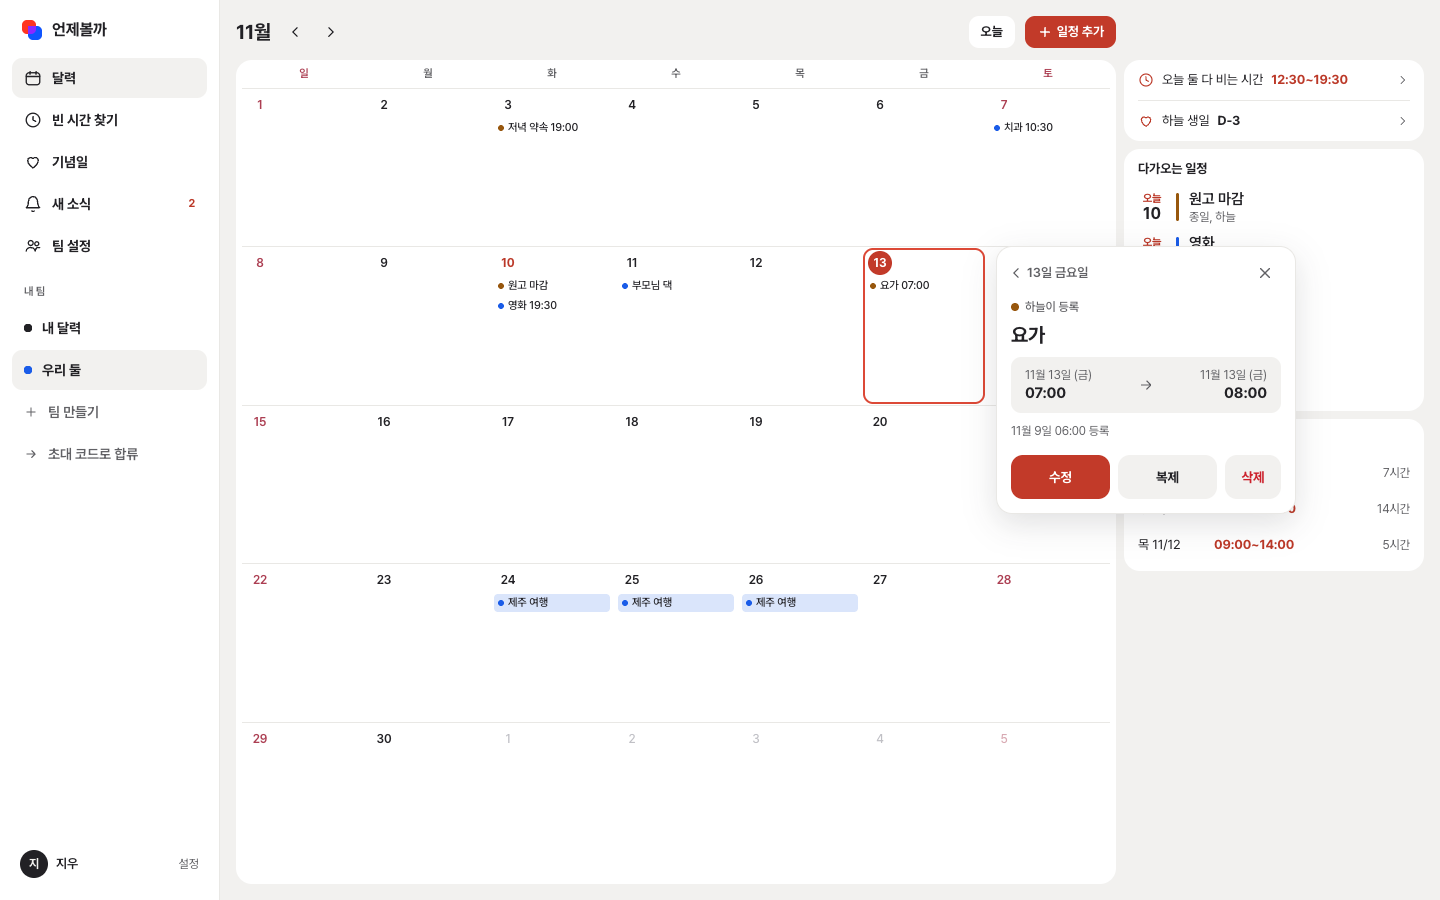 언제볼까
달력
빈 시간 찾기
기념일
새 소식 2
팀 설정
내 팀
내 달력
우리 둘
팀 만들기
초대 코드로 합류
지 지우 설정
11월
오늘
일정 추가
일 월 화 수 목 금 토
1 2 3 4 5 6 7
저녁 약속 19:00
치과 10:30
8 9 10 11 12 13
원고 마감
부모님 댁
요가 07:00
영화 19:30
15 16 17 18 19 20
22 23 24 25 26 27 28
제주 여행 제주 여행 제주 여행
29 30 1 2 3 4 5
오늘 둘 다 비는 시간 12:30~19:30
하늘 생일 D-3
다가오는 일정
오늘
10
원고 마감
종일, 하늘
오늘
영화
13일 금요일
하늘이 등록
요가
11월 13일 (금)
07:00
11월 13일 (금)
08:00
11월 9일 06:00 등록
수정
복제
삭제
7시간
14시간
목 11/12 09:00~14:00 5시간